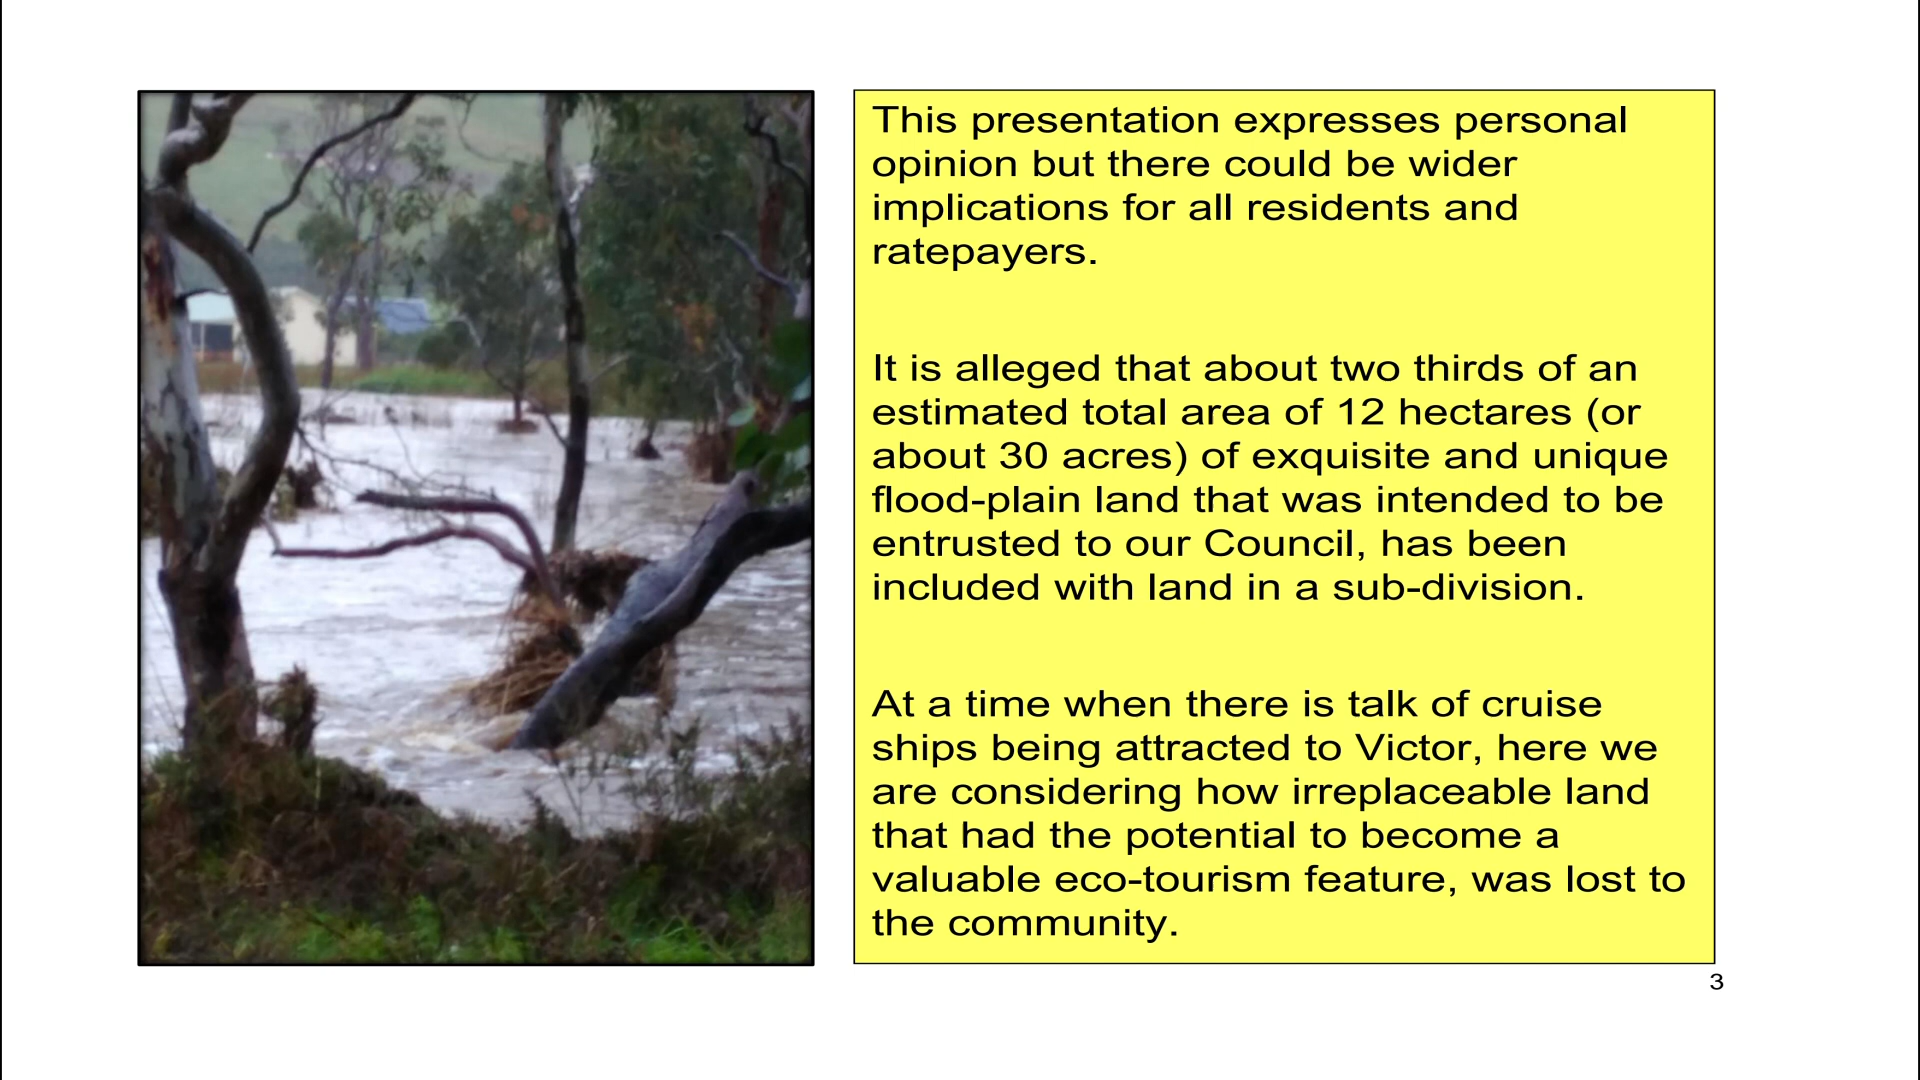 This presentation expresses personal
opinion but there could be wider
implications for all residents and
ratepayers.
It is alleged that about two thirds of an
estimated total area of 12 hectares (or
about 30 acres) of exquisite and unique
flood-plain land that was intended to be
entrusted to our Council, has been
included with land in a sub-division.
At a time when there is talk of cruise
ships being attracted to Victor, here we
are considering how irreplaceable land
that had the potential to become a
valuable eco-tourism feature, was lost to
the community.
3